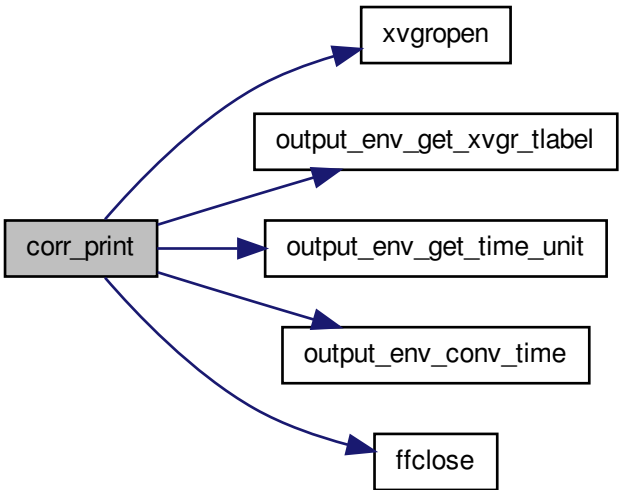 xvgropen
output_env_get_xvgr_tlabel
corr_print
output_env_get_time_unit
output_env_conv_time
ffclose